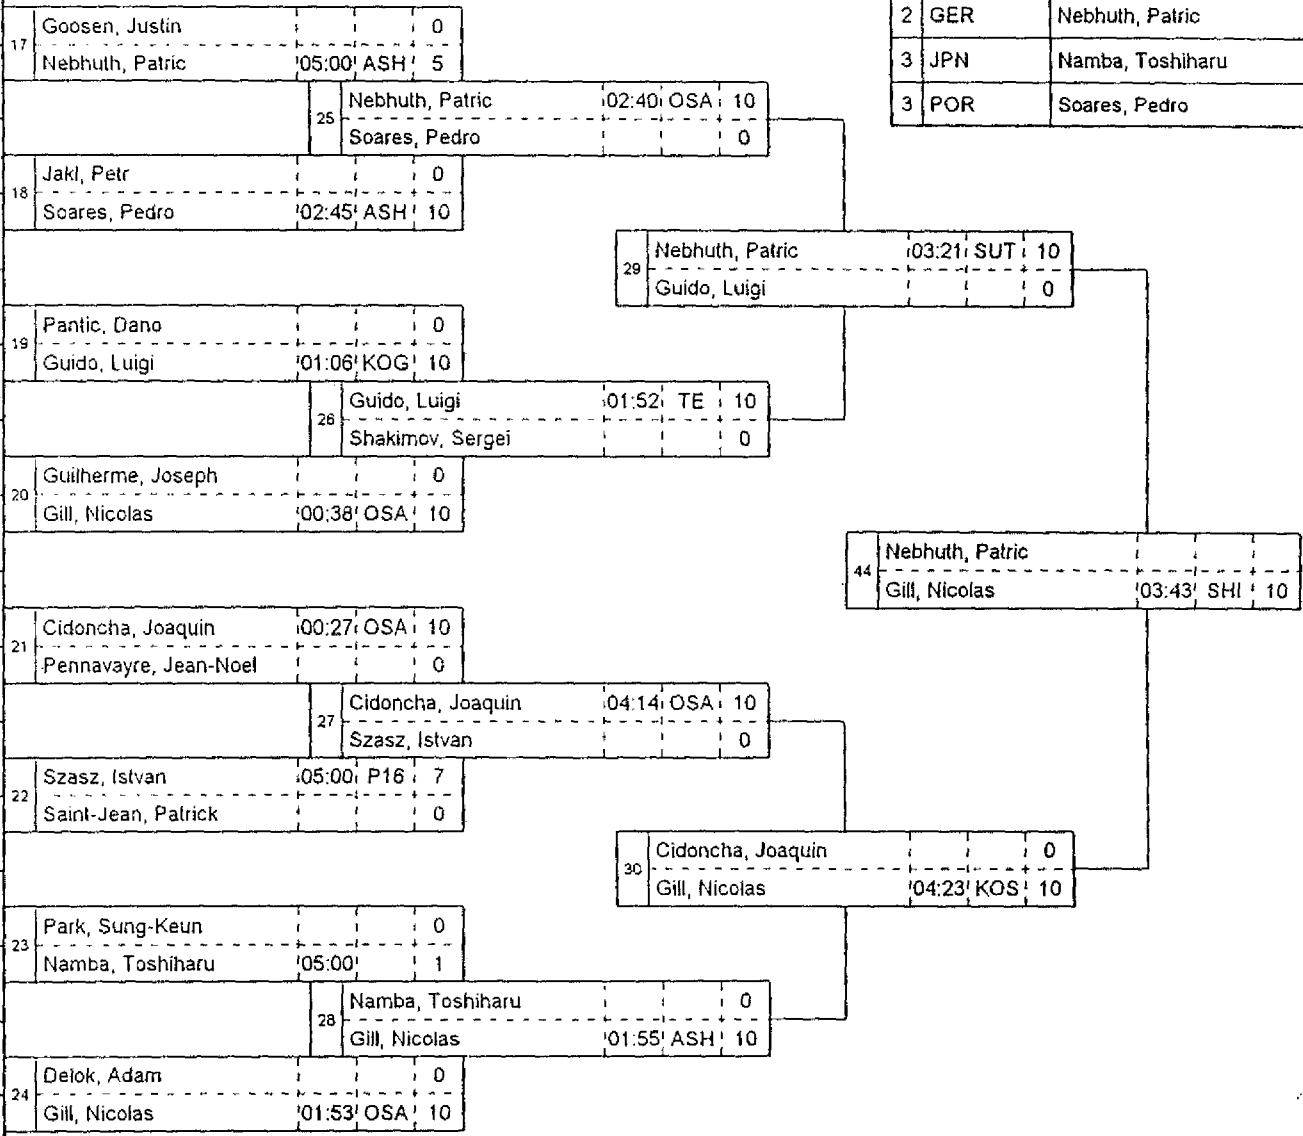 2 GER Nebhuth, Patric
3 JPN Namba, Toshiharu
3 POR Soares, Pedro
17
Goosen, Justin 0
Nebhuth, Patric 05:00 ASH 5
25
Nebhuth, Patric 02:40 OSA 10
Soares, Pedro 0
18
Jakl, Petr 0
Soares, Pedro 02:45 ASH 10
29
Nebhuth, Patric 03:21 SUT 10
Guido, Luigi 0
19
Pantic, Dano 0
Guido, Luigi 01:06 KOG 10
26
Guido, Luigi 01:52 TE 10
Shakimov, Sergei 0
20
Guilherme, Joseph 0
Gill, Nicolas 00:38 OSA 10
44
Nebhuth, Patric
Gill, Nicolas 03:43 SHI 10
21
Cidoncha, Joaquin 00:27 OSA 10
Pennavayre, Jean-Noel 0
27
Cidoncha, Joaquin 04:14 OSA 10
Szasz, Istvan 0
22
Szasz, Istvan 05:00 P16 7
Saint-Jean, Patrick 0
30
Cidoncha, Joaquin 0
Gill, Nicolas 04:23 KOS 10
23
Park, Sung-Keun 0
Namba, Toshiharu 05:00 1
28
Namba, Toshiharu 0
Gill, Nicolas 01:55 ASH 10
24
Delok, Adam 0
Gill, Nicolas 01:53 OSA 10